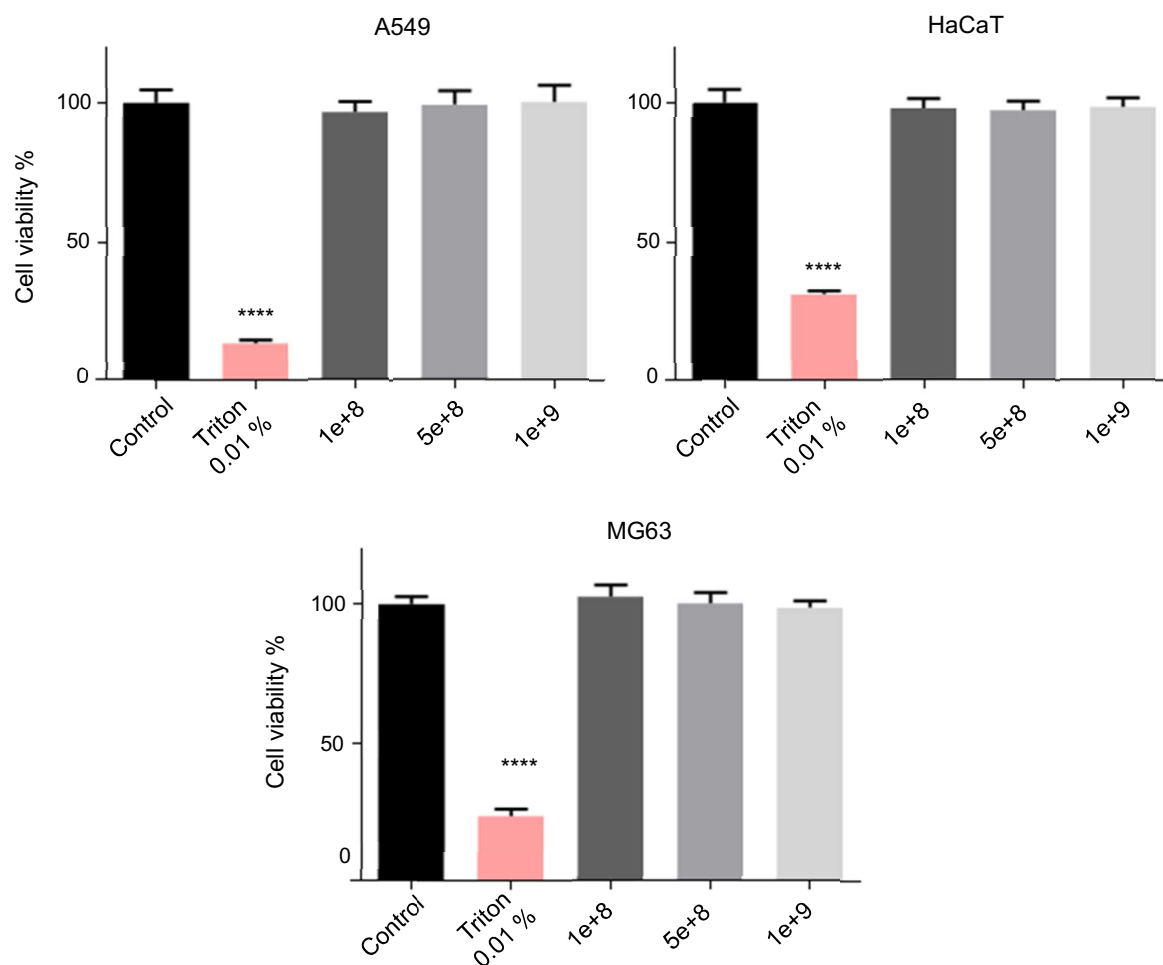 A549
Cell viability %
100
50
0
****
Control
Triton
0.01 %
1e+8
5e+8
1e+9
HaCaT
100
50
0
****
Control
Triton
0.01 %
1e+8
5e+8
1e+9
MG63
Cell viability %
100
50
0
****
Control
Triton
0.01 %
1e+8
5e+8
1e+9